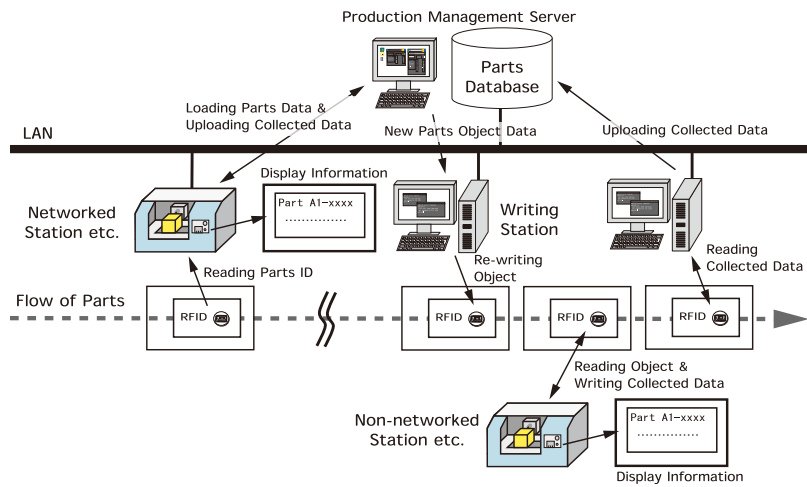 Production Management Server
Parts
Database
Loading Parts Data &
Uploading Collected Data
New Parts Object Data
Uploading Collected Data
LAN
Display Information
Part A1-xxxx
...............
Networked
Station etc.
Writing
Station
Reading Parts ID
Re-writing
Object
Reading
Collected Data
Flow of Parts
RFID
RFID
RFID
RFID
Reading Object &
Writing Collected Data
Non-networked
Station etc.
Part A1-xxxx
...............
Display Information